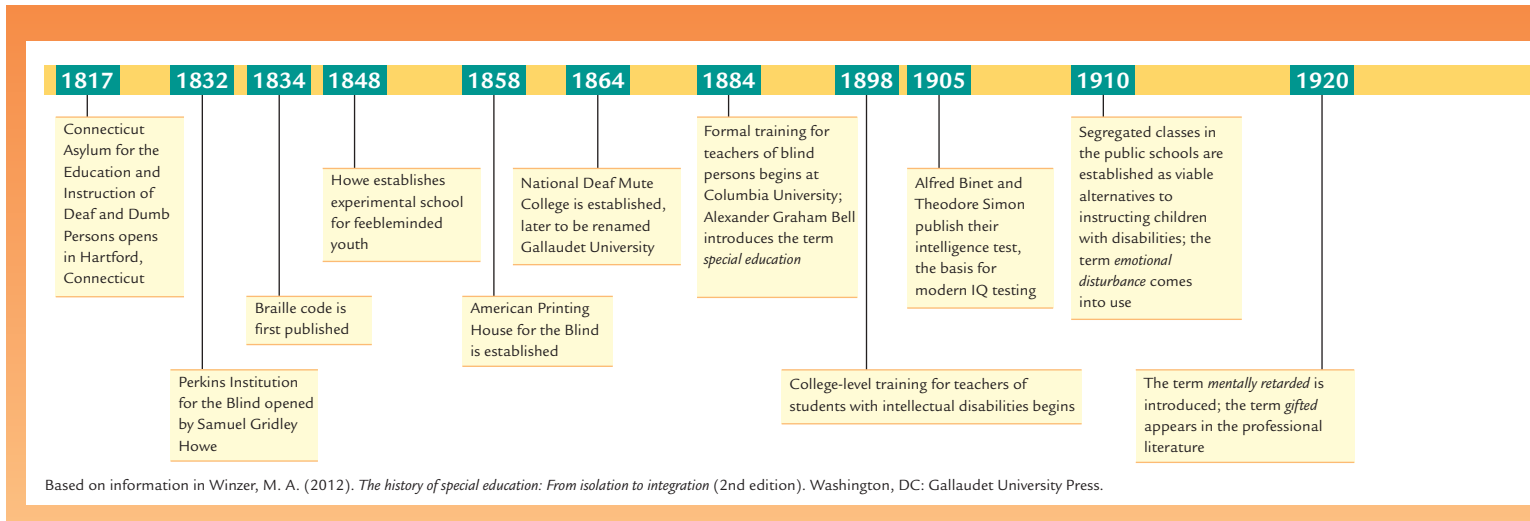 1817
Connecticut
Asylum for the
Education and
Instruction of
Deaf and Dumb
Persons opens
in Hartford,
Connecticut
1832
Perkins Institution
for the Blind opened
by Samuel Gridley
Howe
1834
Braille code is
first published
1848
Howe establishes
experimental school
for feebleminded
youth
1858
American Printing
House for the Blind
is established
1864
National Deaf Mute
College is established,
later to be renamed
Gallaudet University
1884
Formal training for
teachers of blind
persons begins at
Columbia University;
Alexander Graham Bell
introduces the term
special education
1898
College-level training for teachers of
students with intellectual disabilities begins
1905
Alfred Binet and
Theodore Simon
publish their
intelligence test,
the basis for
modern IQ testing
1910
Segregated classes in
the public schools are
established as viable
alternatives to
instructing children
with disabilities; the
term emotional
disturbance comes
into use
1920
The term mentally retarded is
introduced; the term gifted
appears in the professional
literature
Based on information in Winzer, M. A. (2012). The history of special education: From isolation to integration (2nd edition). Washington, DC: Gallaudet University Press.